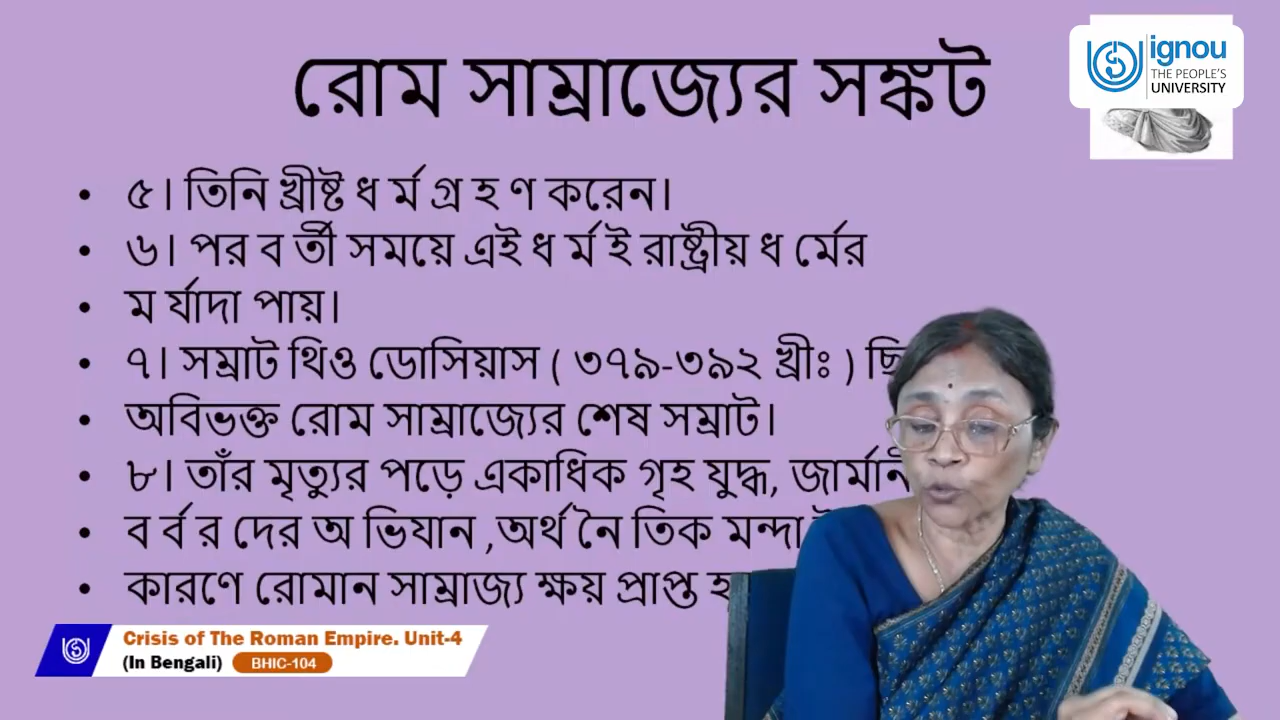 রোম সাম্রাজ্যের সঙ্কট
ignou
THE PEOPLE'S
UNIVERSITY
• ৫। তিনি খ্রীষ্ট ধ র্ম গ্র হ ণ করেন।
• ৬। পর ব র্তী সময়ে এই ধ র্ম ই রাষ্ট্রীয় ধ র্মের
• ম র্যাদা পায়।
• ৭। সম্রাট থিও ডোসিয়াস ( ৩৭৯-৩৯২ খ্রীঃ )
• অবিভক্ত রোম সাম্রাজ্যের শেষ সম্রাট।
• ৮। তাঁর মৃত্যুর পড়ে একাধিক গৃহ যুদ্ধ,
• ব র্ব র দের অ ভিযান ,অর্থ নৈ তিক মন্দা
• কারণে রোমান সাম্রাজ্য ক্ষয় প্রাপ্ত
Crisis of The Roman Empire. Unit-4
(In Bengali) BHIC-104